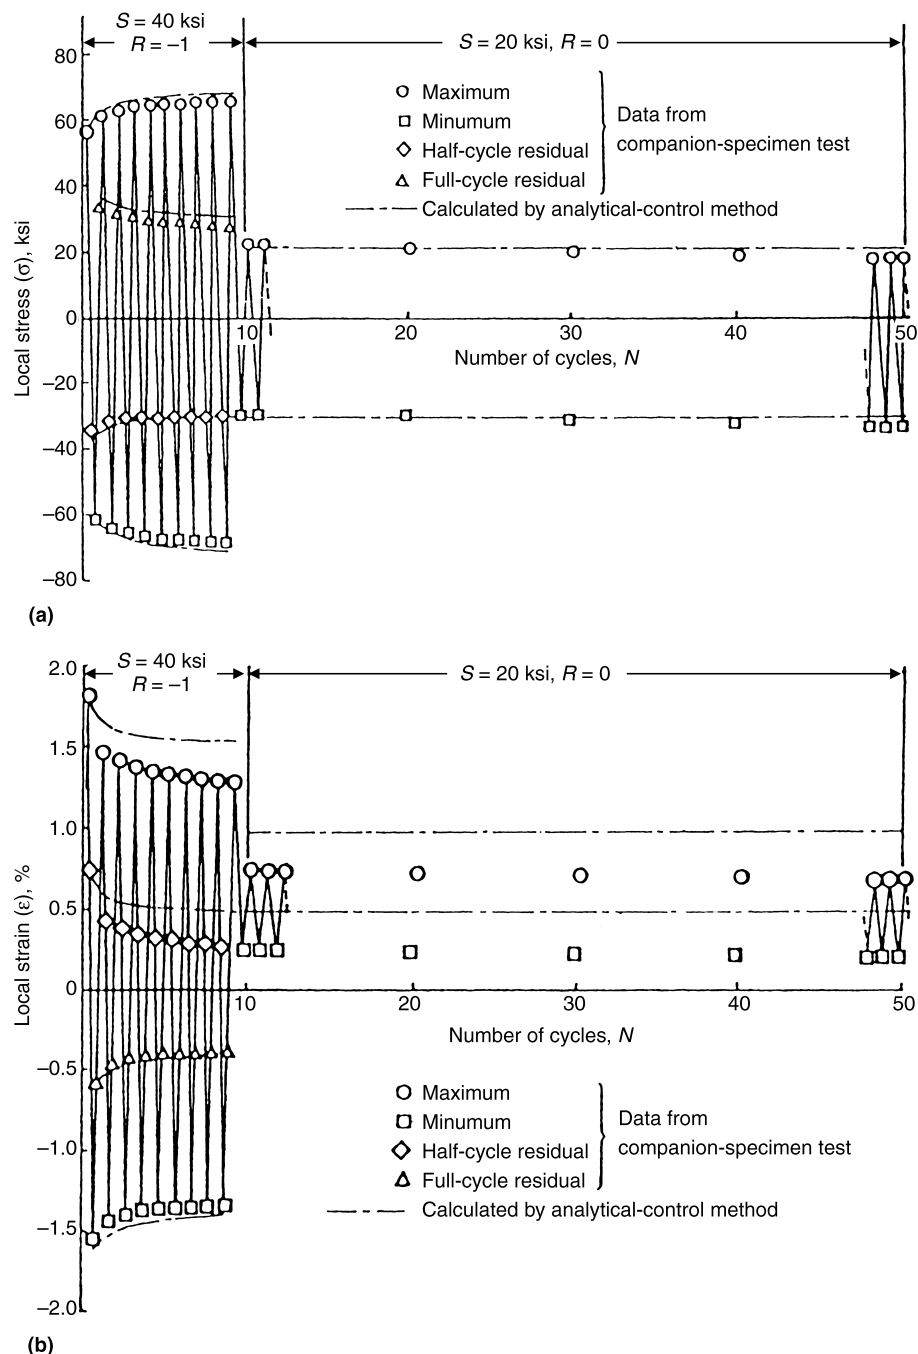 S = 40 ksi
R = –1
S = 20 ksi, R = 0
80
60
40
20
0
–20
–40
–60
–80
Local stress (σ), ksi
Maximum
Minumum
Half-cycle residual
Full-cycle residual
Data from
companion-specimen test
Calculated by analytical-control method
10
20
30
40
50
Number of cycles, N
(a)
S = 40 ksi
R = –1
S = 20 ksi, R = 0
2.0
1.5
1.0
0.5
0
–0.5
–1.0
–1.5
–2.0
Local strain (ε), %
10
20
30
40
50
Number of cycles, N
Maximum
Minumum
Half-cycle residual
Full-cycle residual
Data from
companion-specimen test
Calculated by analytical-control method
(b)